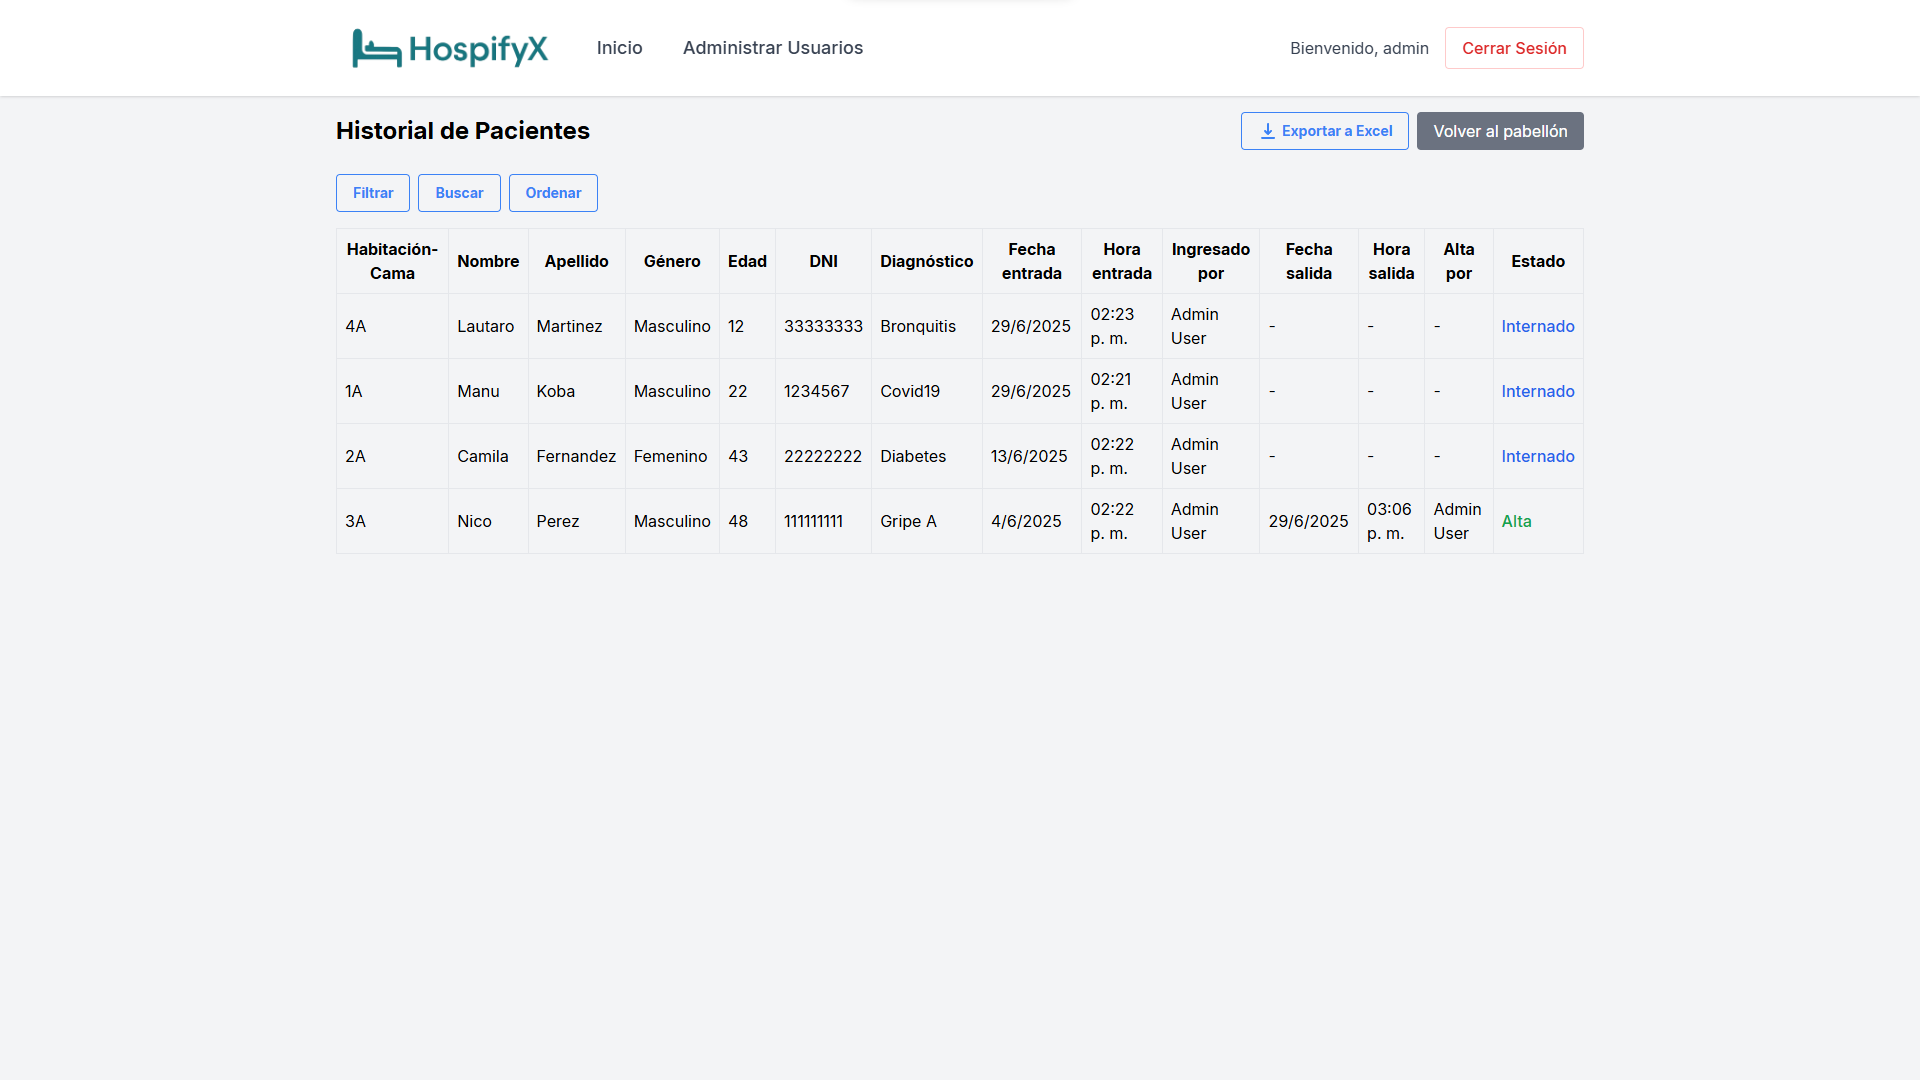 HospifyX Inicio Administrar Usuarios Bienvenido, admin Cerrar Sesión
Historial de Pacientes Exportar a Excel Volver al pabellón
Filtrar Buscar Ordenar
Habitación-Cama Nombre Apellido Género Edad DNI Diagnóstico Fecha entrada Hora entrada Ingresado por Fecha salida Hora salida Alta por Estado
4A Lautaro Martinez Masculino 12 33333333 Bronquitis 29/6/2025 02:23 p. m. Admin User - - - Internado
1A Manu Koba Masculino 22 1234567 Covid19 29/6/2025 02:21 p. m. Admin User - - - Internado
2A Camila Fernandez Femenino 43 22222222 Diabetes 13/6/2025 02:22 p. m. Admin User - - - Internado
3A Nico Perez Masculino 48 111111111 Gripe A 4/6/2025 02:22 p. m. Admin User 29/6/2025 03:06 p. m. Admin User Alta